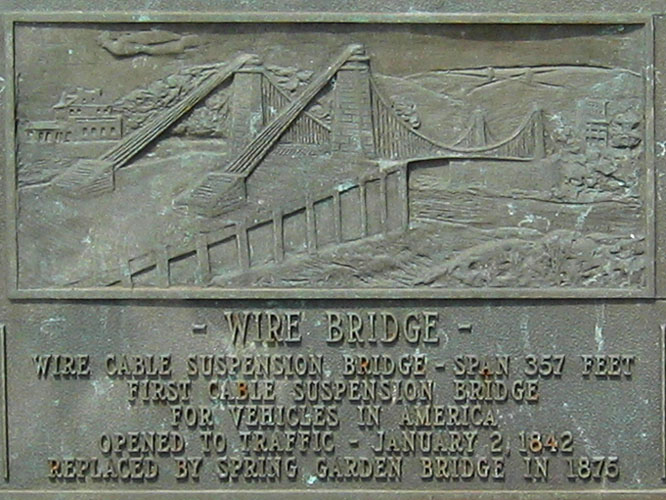 - WIRE BRIDGE -
WIRE CABLE SUSPENSION BRIDGE - SPAN 357 FEET
FIRST CABLE SUSPENSION BRIDGE
FOR VEHICLES IN AMERICA
OPENED TO TRAFFIC - JANUARY 2, 1842
REPLACED BY SPRING GARDEN BRIDGE IN 1875